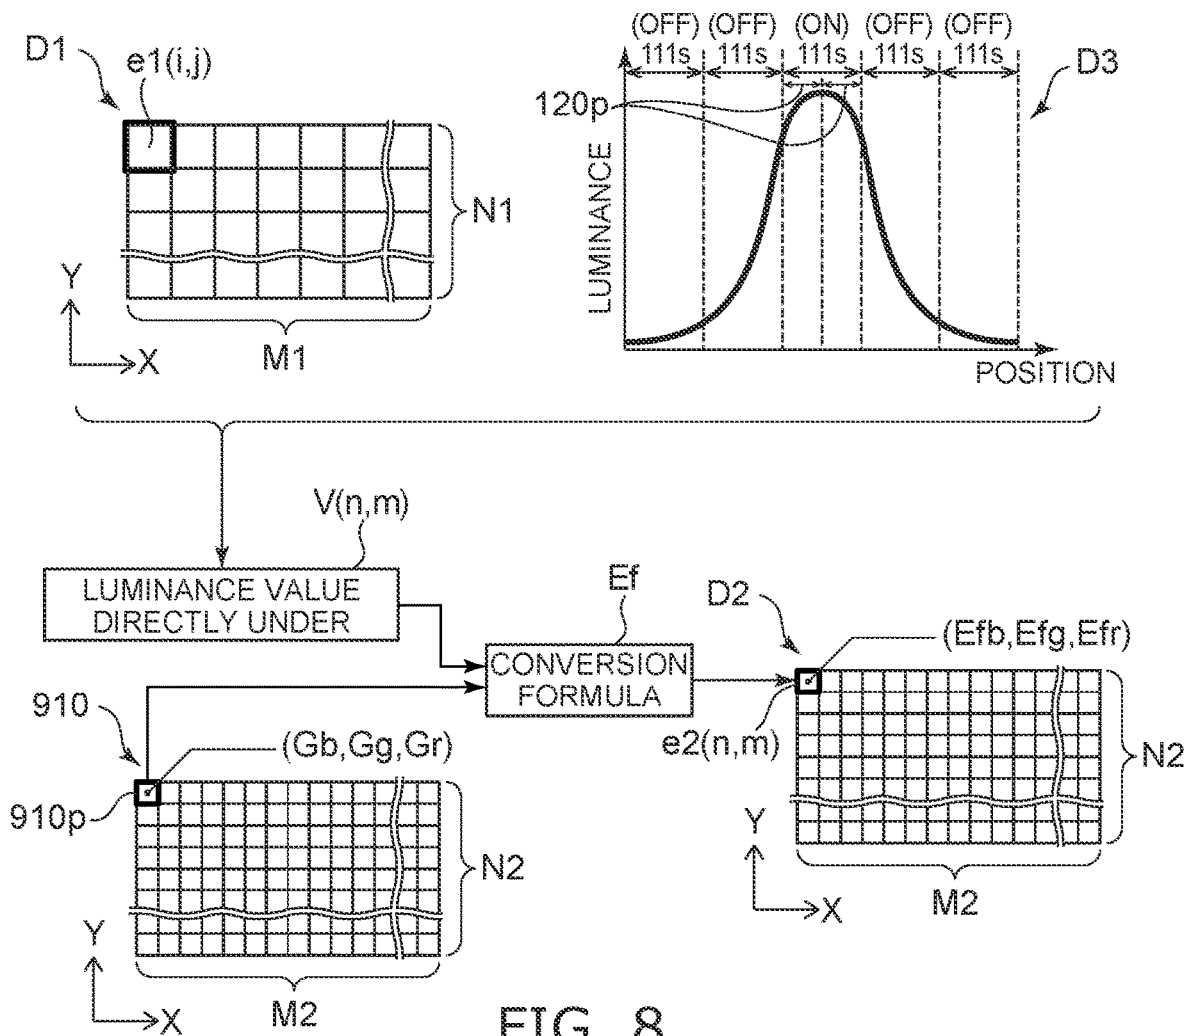 D1
e1(i,j)
N1
Y
X
M1
(OFF) (OFF) (ON) (OFF) (OFF)
111s 111s 111s 111s 111s
D3
120p
LUMINANCE
POSITION
V(n,m)
LUMINANCE VALUE
DIRECTLY UNDER
Ef
CONVERSION
FORMULA
D2
(Efb,Efg,Efr)
e2(n,m)
N2
Y
X
M2
910
(Gb,Gg,Gr)
910p
N2
Y
X
M2
FIG. 8